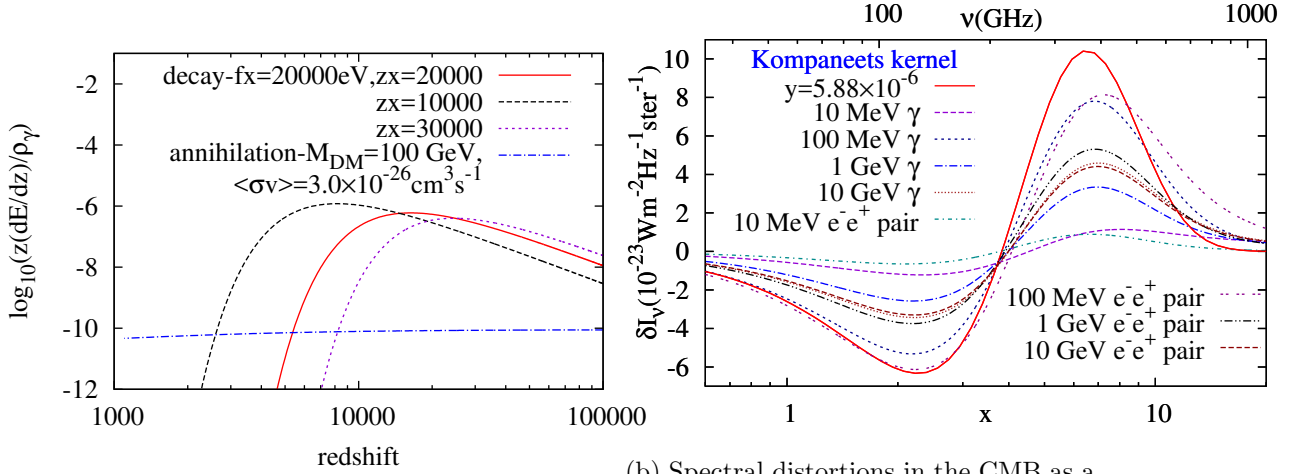 log₁₀(z(dE/dz)/ργ)
-2
-4
-6
-8
-10
-12
decay-fx=20000eV,zx=20000
zx=10000
zx=30000
annihilation-M_DM=100 GeV,
<σv>=3.0×10⁻²⁶cm³s⁻¹
1000 10000 100000
redshift
100 ν(GHz) 1000
δIν(10⁻²³Wm⁻²Hz⁻¹ster⁻¹)
10
8
6
4
2
0
-2
-4
-6
Kompaneets kernel
y=5.88×10⁻⁶
10 MeV γ
100 MeV γ
1 GeV γ
10 GeV γ
10 MeV e⁻e⁺ pair
100 MeV e⁻e⁺ pair
1 GeV e⁻e⁺ pair
10 GeV e⁻e⁺ pair
1 x 10
(b) Spectral distortions in the CMB as a